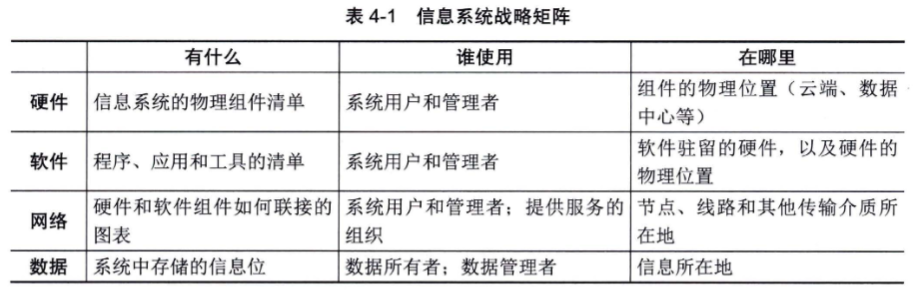 表 4-1 信息系统战略矩阵
有什么 谁使用 在哪里
硬件 信息系统的物理组件清单 系统用户和管理者 组件的物理位置（云端、数据中心等）
软件 程序、应用和工具的清单 系统用户和管理者 软件驻留的硬件，以及硬件的物理位置
网络 硬件和软件组件如何联接的图表 系统用户和管理者；提供服务的组织 节点、线路和其他传输介质所在地
数据 系统中存储的信息位 数据所有者；数据管理者 信息所在地